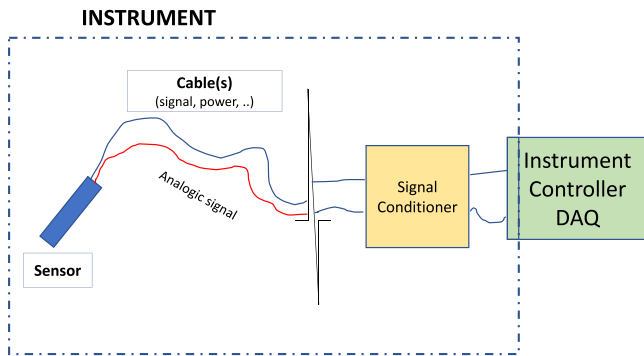 INSTRUMENT
Cable(s)
(signal, power, ..)
Analogic signal
Sensor
Signal
Conditioner
Instrument
Controller
DAQ